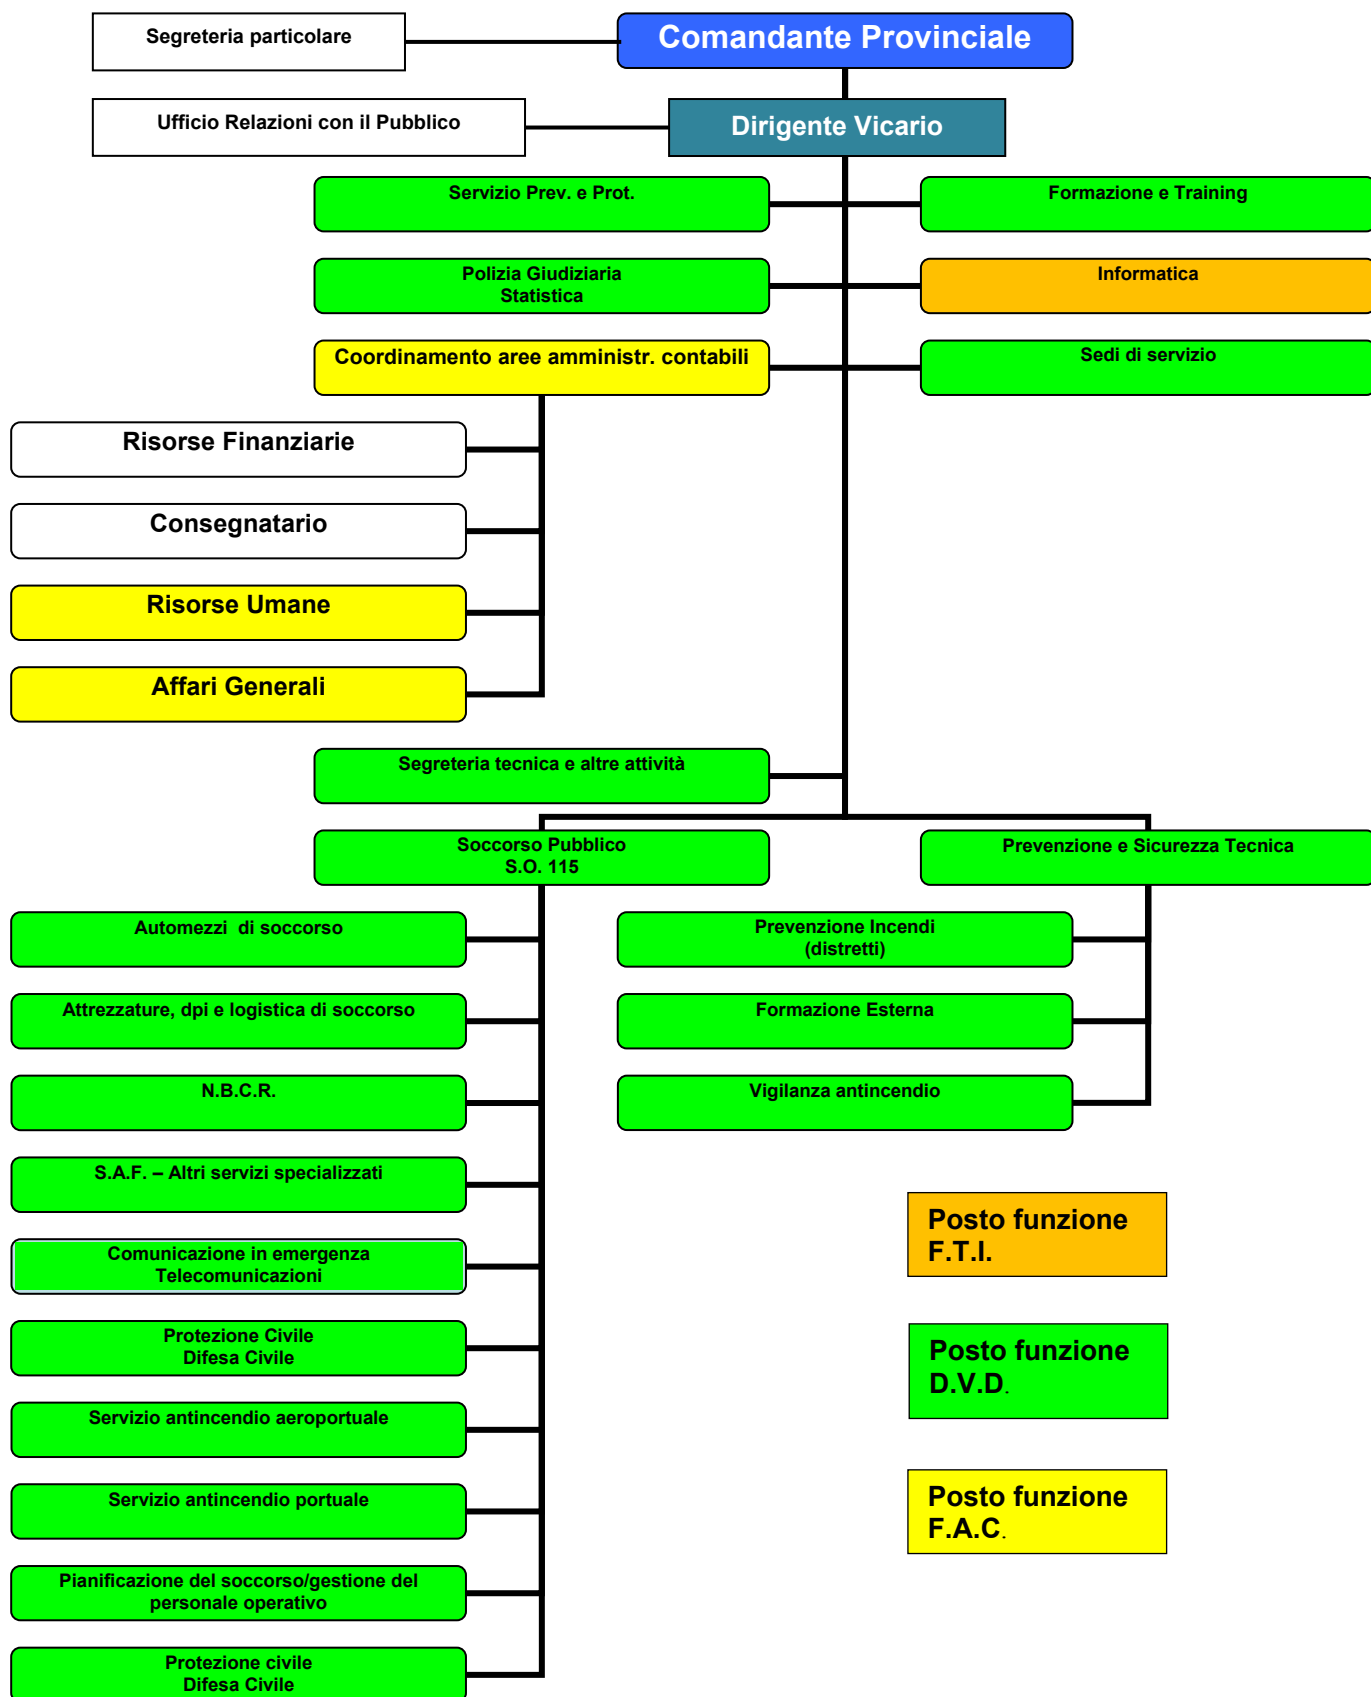 Segreteria particolare
Comandante Provinciale
Ufficio Relazioni con il Pubblico
Dirigente Vicario
Servizio Prev. e Prot.
Formazione e Training
Polizia Giudiziaria
Statistica
Informatica
Coordinamento aree amministr. contabili
Sedi di servizio
Risorse Finanziarie
Consegnatario
Risorse Umane
Affari Generali
Segreteria tecnica e altre attività
Soccorso Pubblico
S.O. 115
Prevenzione e Sicurezza Tecnica
Automezzi  di soccorso
Prevenzione Incendi
(distretti)
Attrezzature, dpi e logistica di soccorso
Formazione Esterna
N.B.C.R.
Vigilanza antincendio
S.A.F. – Altri servizi specializzati
Comunicazione in emergenza
Telecomunicazioni
Protezione Civile
Difesa Civile
Servizio antincendio aeroportuale
Servizio antincendio portuale
Pianificazione del soccorso/gestione del
personale operativo
Protezione civile
Difesa Civile
Posto funzione
F.T.I.
Posto funzione
D.V.D.
Posto funzione
F.A.C.